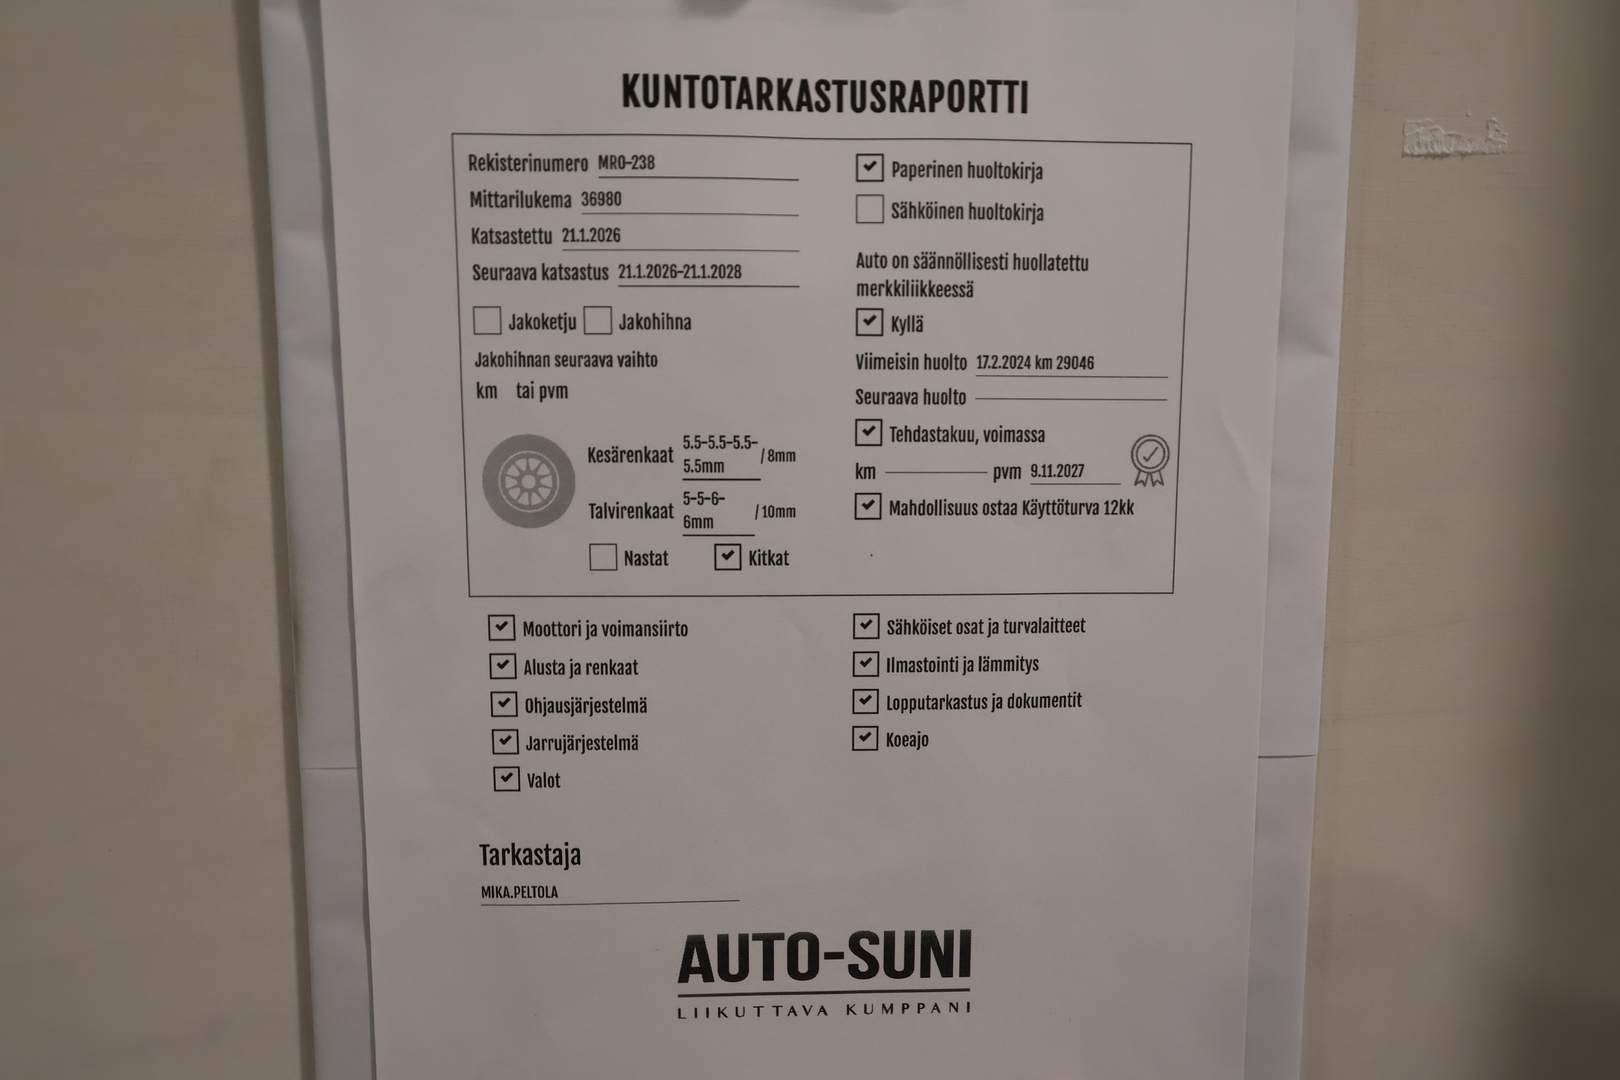 KUNTOTARKASTUSRAPORTTI
Rekisterinumero MRO-238
Mittarilukema 36980
Katsastettu 21.1.2026
Seuraava katsastus 21.1.2026-21.1.2028
Jakoketju Jakohihna
Jakohihnan seuraava vaihto
km tai pvm
Kesärenkaat 5.5-5.5-5.5-
5.5mm /8mm
Talvirenkaat 5-5-6-
6mm /10mm
Nastat Kitkat
Paperinen huoltokirja
Sähköinen huoltokirja
Auto on säännöllisesti huollatettu
merkkiliikkeessä
Kyllä
Viimeisin huolto 17.2.2024 km 29046
Seuraava huolto
Tehdastakuu, voimassa
km pvm 9.11.2027
Mahdollisuus ostaa Käyttöturva 12kk
Moottori ja voimansiirto
Alusta ja renkaat
Ohjausjärjestelmä
Jarrujärjestelmä
Valot
Sähköiset osat ja turvalaitteet
Ilmastointi ja lämmitys
Lopputarkastus ja dokumentit
Koeajo
Tarkastaja
MIKA.PELTOLA
AUTO-SUNI
LIIKUTTAVA KUMPPANI